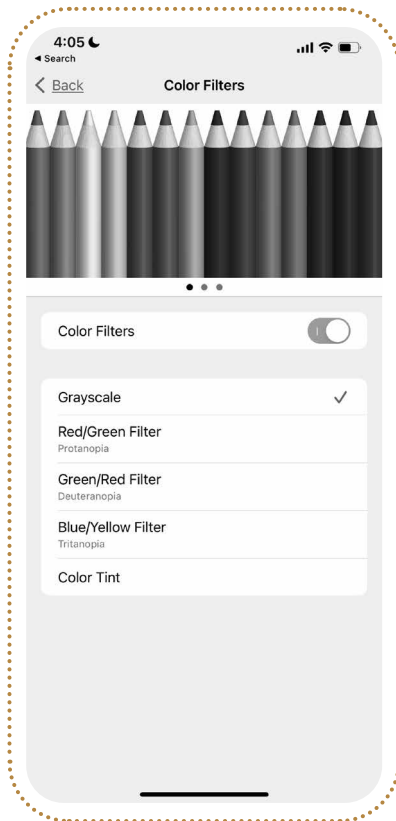 4:05
Search
Back
Color Filters
Color Filters
Grayscale
Red/Green Filter
Protanopia
Green/Red Filter
Deuteranopia
Blue/Yellow Filter
Tritanopia
Color Tint